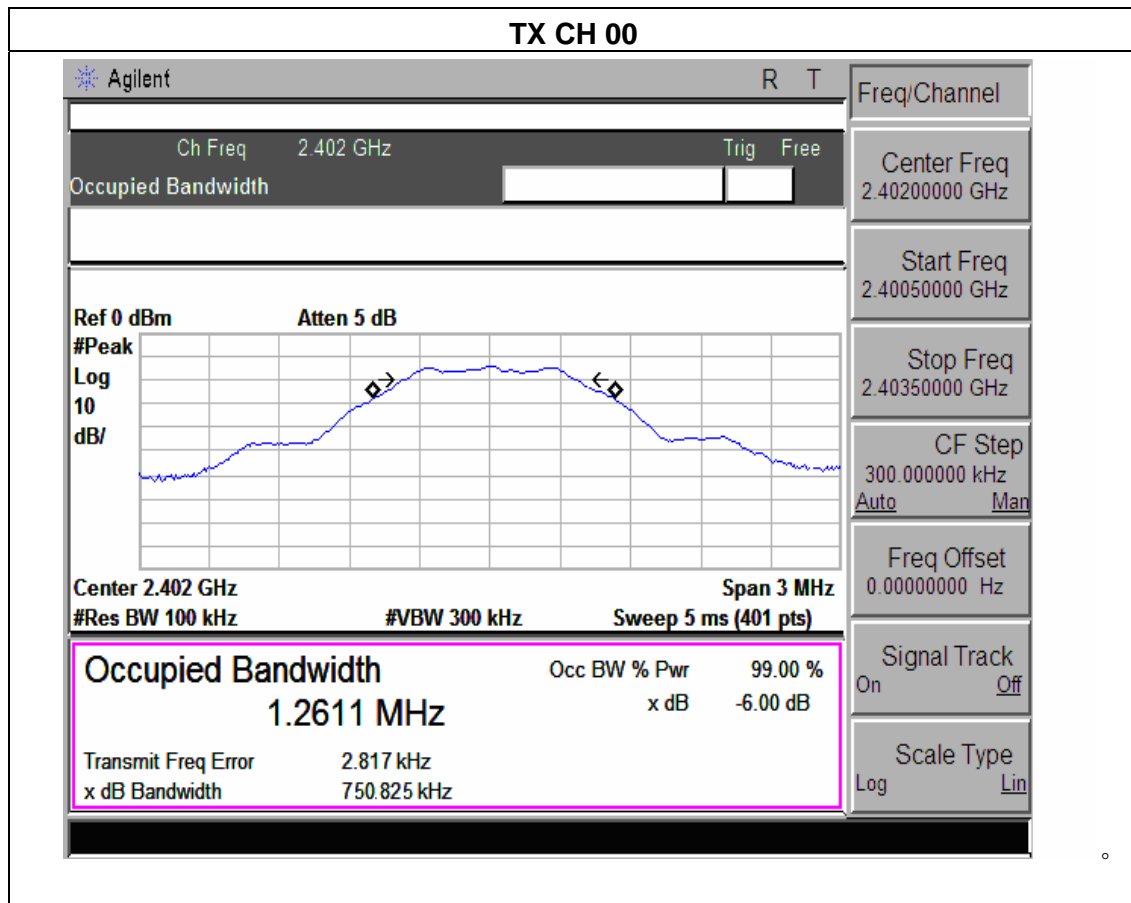 TX CH 00
Agilent R T
Ch Freq 2.402 GHz Trig Free
Occupied Bandwidth
Ref 0 dBm Atten 5 dB
#Peak
Log
10
dB/
Center 2.402 GHz Span 3 MHz
#Res BW 100 kHz #VBW 300 kHz Sweep 5 ms (401 pts)
Occupied Bandwidth Occ BW % Pwr 99.00 %
1.2611 MHz x dB -6.00 dB
Transmit Freq Error 2.817 kHz
x dB Bandwidth 750.825 kHz
Freq/Channel
Center Freq
2.40200000 GHz
Start Freq
2.40050000 GHz
Stop Freq
2.40350000 GHz
CF Step
300.000000 kHz
Auto Man
Freq Offset
0.00000000 Hz
Signal Track
On Off
Scale Type
Log Lin
。